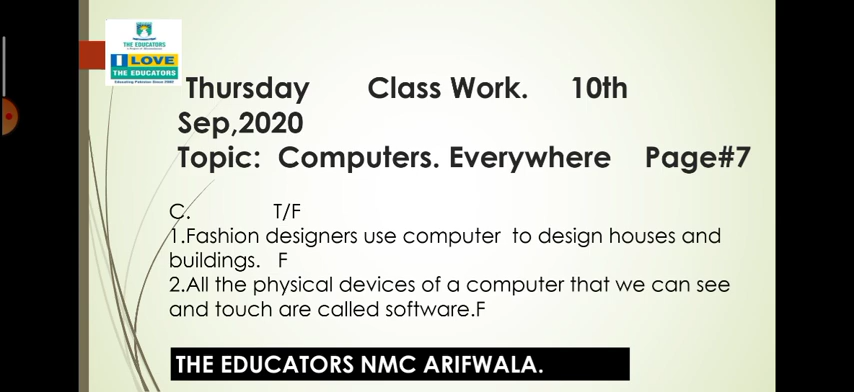 THE EDUCATORS
I LOVE
THE EDUCATORS
Thursday Class Work. 10th
Sep,2020
Topic: Computers. Everywhere Page#7
C. T/F
1.Fashion designers use computer to design houses and
buildings. F
2.All the physical devices of a computer that we can see
and touch are called software.F
THE EDUCATORS NMC ARIFWALA.